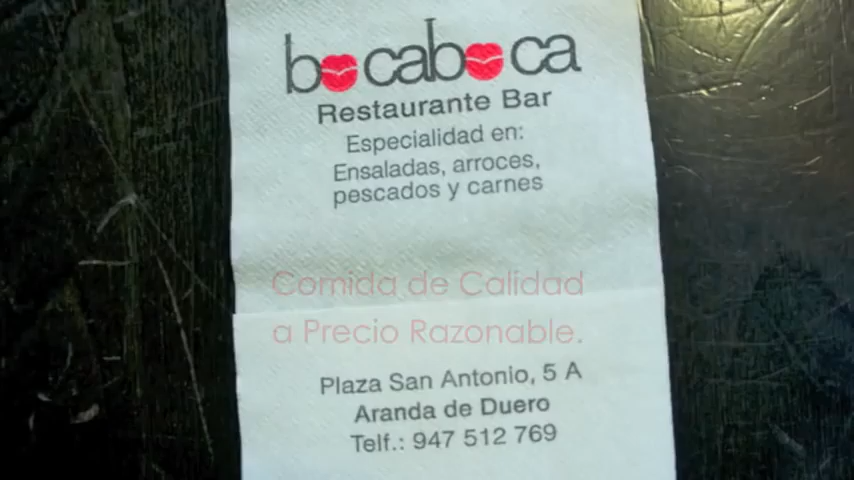 bocaboca
Restaurante Bar
Especialidad en:
Ensaladas, arroces,
pescados y carnes
Comida de Calidad
a Precio Razonable.
Plaza San Antonio, 5 A
Aranda de Duero
Telf.: 947 512 769